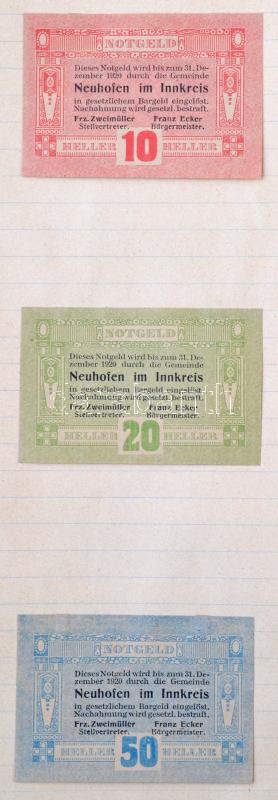 NOTGELD
Dieses Notgeld wird bis zum 31. De-
zember 1920 durch die Gemeinde
Neuhofen im Innkreis
in gesetzlichem Bargeld eingelöst.
Nachahmung wird gesetzl. bestraft.
Frz. Zweimüller Franz Ecker
Stellvertreter. Bürgermeister.
HELLER 10 HELLER
NOTGELD
Dieses Notgeld wird bis zum 31. De-
zember 1920 durch die Gemeinde
Neuhofen im Innkreis
in gesetzlichem Bargeld eingelöst.
Nachahmung wird gesetzl. bestraft.
Frz. Zweimüller Franz Ecker
Stellvertreter. Bürgermeister.
HELLER 20 HELLER
NOTGELD
Dieses Notgeld wird bis zum 31. De-
zember 1920 durch die Gemeinde
Neuhofen im Innkreis
in gesetzlichem Bargeld eingelöst.
Nachahmung wird gesetzl. bestraft.
Frz. Zweimüller Franz Ecker
Stellvertreter. Bürgermeister.
HELLER 50 HELLER